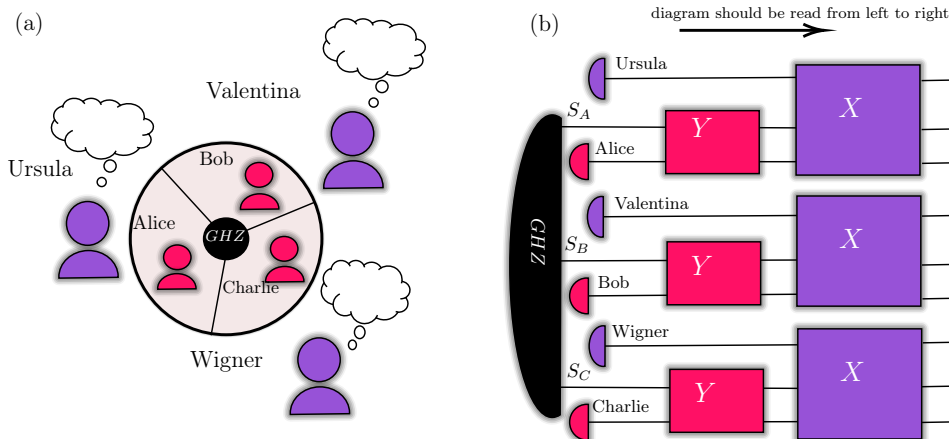 (a)
Valentina
Ursula
Bob
Alice
GHZ
Charlie
Wigner
(b)
diagram should be read from left to right
Ursula
S_A
Y
X
Alice
Valentina
GHZ
S_B
Y
X
Bob
Wigner
S_C
Y
X
Charlie